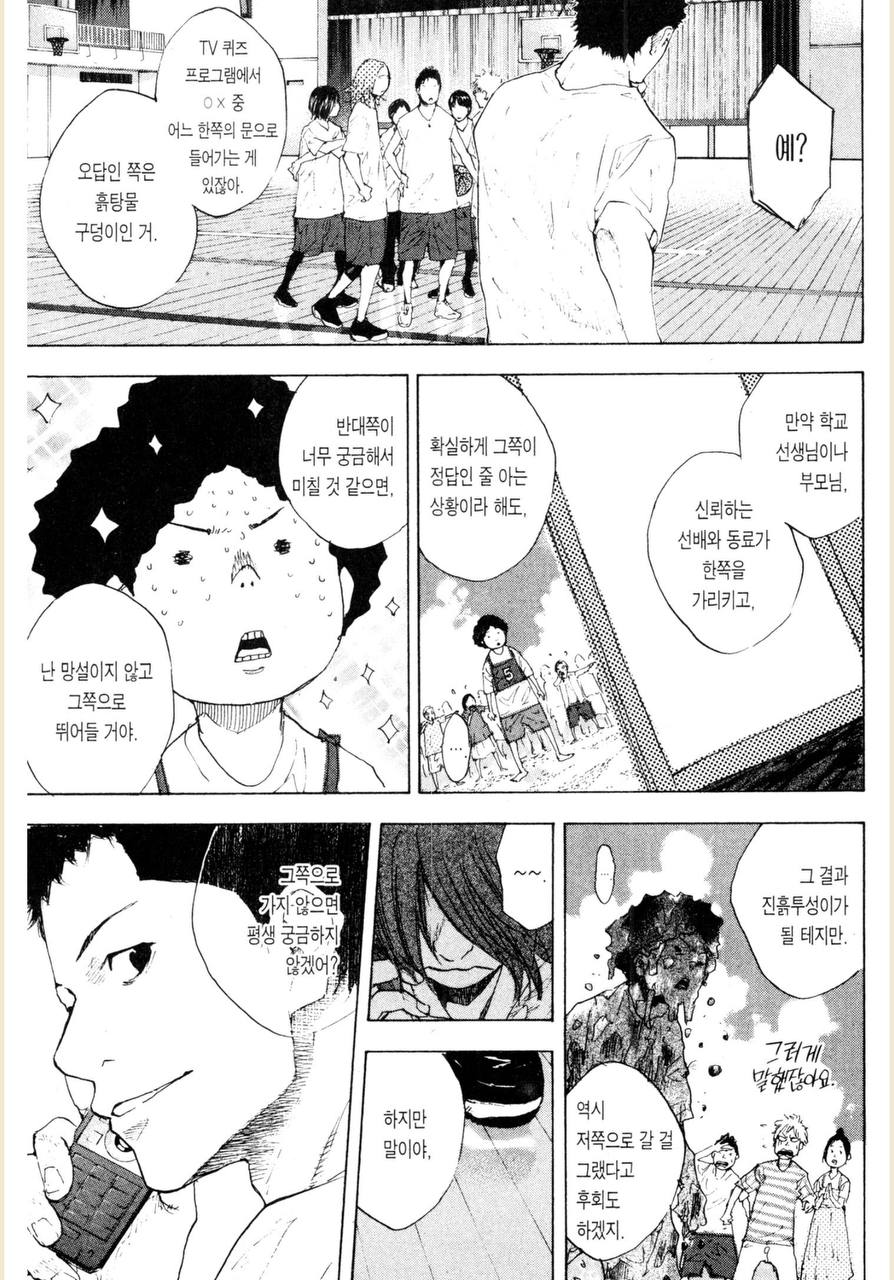 예?
TV 퀴즈
프로그램에서
○× 중
어느 한쪽의 문으로
들어가는 게
있잖아.
오답인 쪽은
흙탕물
구덩이인 거.
만약 학교
선생님이나
부모님,
신뢰하는
선배와 동료가
한쪽을
가리키고,
확실하게 그쪽이
정답인 줄 아는
상황이라 해도,
5
…
반대쪽이
너무 궁금해서
미칠 것 같으면,
난 망설이지 않고
그쪽으로
뛰어들 거야.
그 결과
진흙투성이가
될 테지만.
…
그러게
말했잖아요.
역시
저쪽으로 갈 걸
그랬다고
후회도
하겠지.
~~.
하지만
말이야,
그쪽으로
가지 않으면
평생 궁금하지
않겠어?